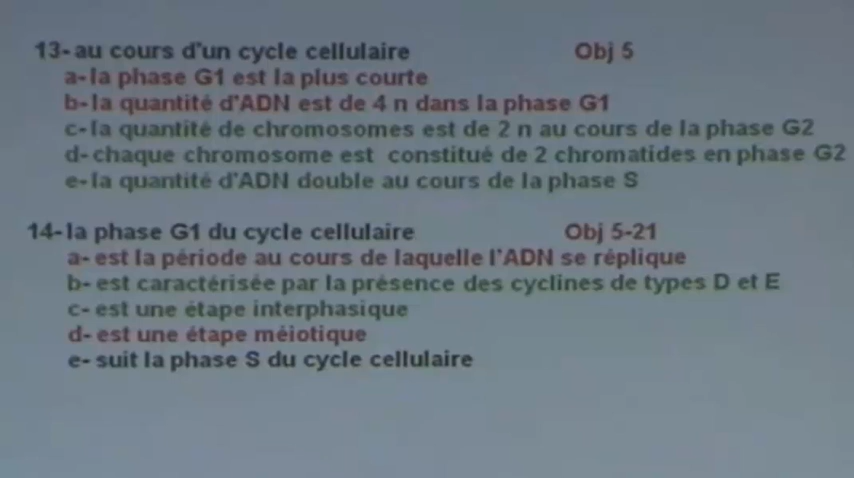 13- au cours d'un cycle cellulaire Obj 5
a- la phase G1 est la plus courte
b- la quantité d'ADN est de 4 n dans la phase G1
c- la quantité de chromosomes est de 2 n au cours de la phase G2
d- chaque chromosome est constitué de 2 chromatides en phase G2
e- la quantité d'ADN double au cours de la phase S
14- la phase G1 du cycle cellulaire Obj 5-21
a- est la période au cours de laquelle l'ADN se réplique
b- est caractérisée par la présence des cyclines de types D et E
c- est une étape interphasique
d- est une étape méiotique
e- suit la phase S du cycle cellulaire